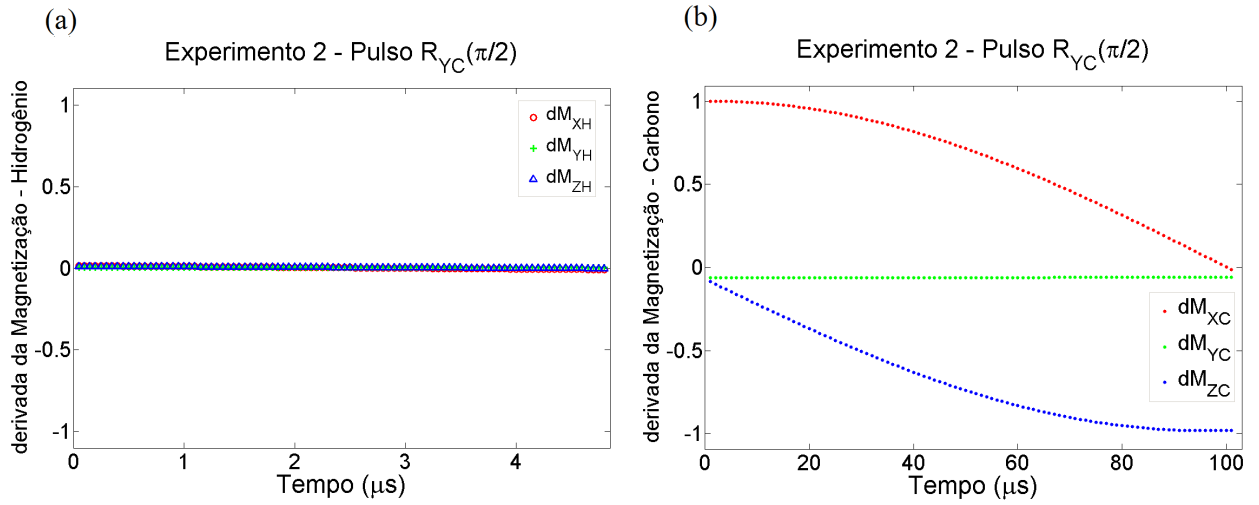 (a)
Experimento 2 - Pulso R_YC(π/2)
derivada da Magnetização - Hidrogênio
1
0.5
0
-0.5
-1
dM_XH
dM_YH
dM_ZH
0 1 2 3 4
Tempo (μs)
(b)
Experimento 2 - Pulso R_YC(π/2)
derivada da Magnetização - Carbono
1
0.5
0
-0.5
-1
dM_XC
dM_YC
dM_ZC
0 20 40 60 80 100
Tempo (μs)